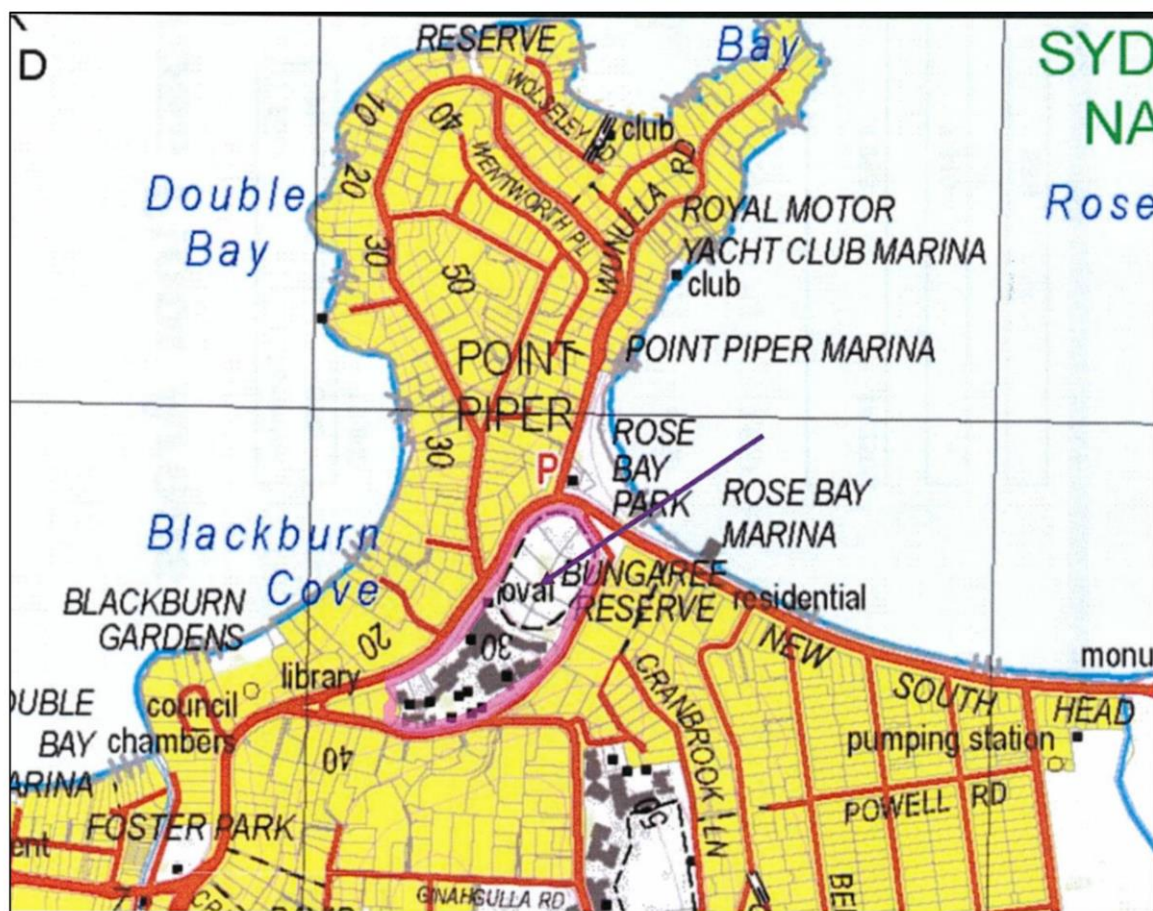 D
RESERVE
Bay
SYD
NA
10
40
WOLSELEY RD
club
20
WENTWORTH PL
WUNULLA RD
Double
Bay
Rose
ROYAL MOTOR
YACHT CLUB MARINA
club
30
50
POINT
PIPER
POINT PIPER MARINA
30
P
ROSE
BAY
PARK
ROSE BAY
MARINA
Blackburn
Cove
oval
BUNGAREE
RESERVE
residential
BLACKBURN
GARDENS
20
30
NEW
SOUTH
HEAD
monu
library
CRANBROOK LN
OUBLE
BAY
ARINA
council
chambers
40
pumping station
50
POWELL RD
FOSTER PARK
ent
GINAHGULLA RD
CR
BEL